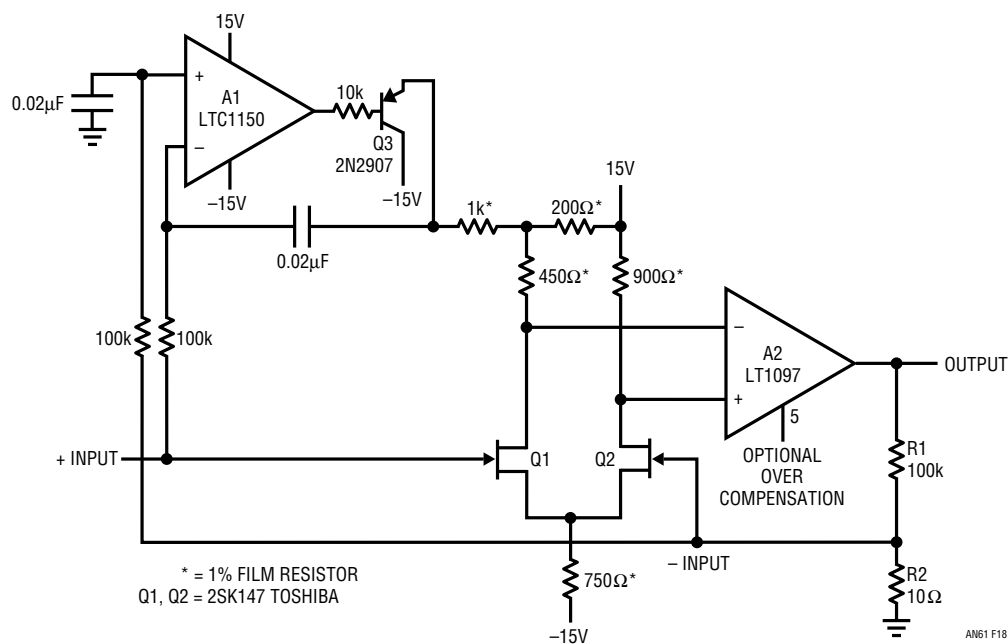 15V
+
A1
LTC1150
–
–15V
0.02µF
10k
Q3
2N2907
–15V
0.02µF
1k*
200Ω*
15V
450Ω*
900Ω*
100k
100k
–
A2
LT1097
+
5
OPTIONAL
OVER
COMPENSATION
OUTPUT
+ INPUT
Q1
Q2
R1
100k
– INPUT
* = 1% FILM RESISTOR
Q1, Q2 = 2SK147 TOSHIBA
750Ω*
–15V
R2
10Ω
AN61 F18